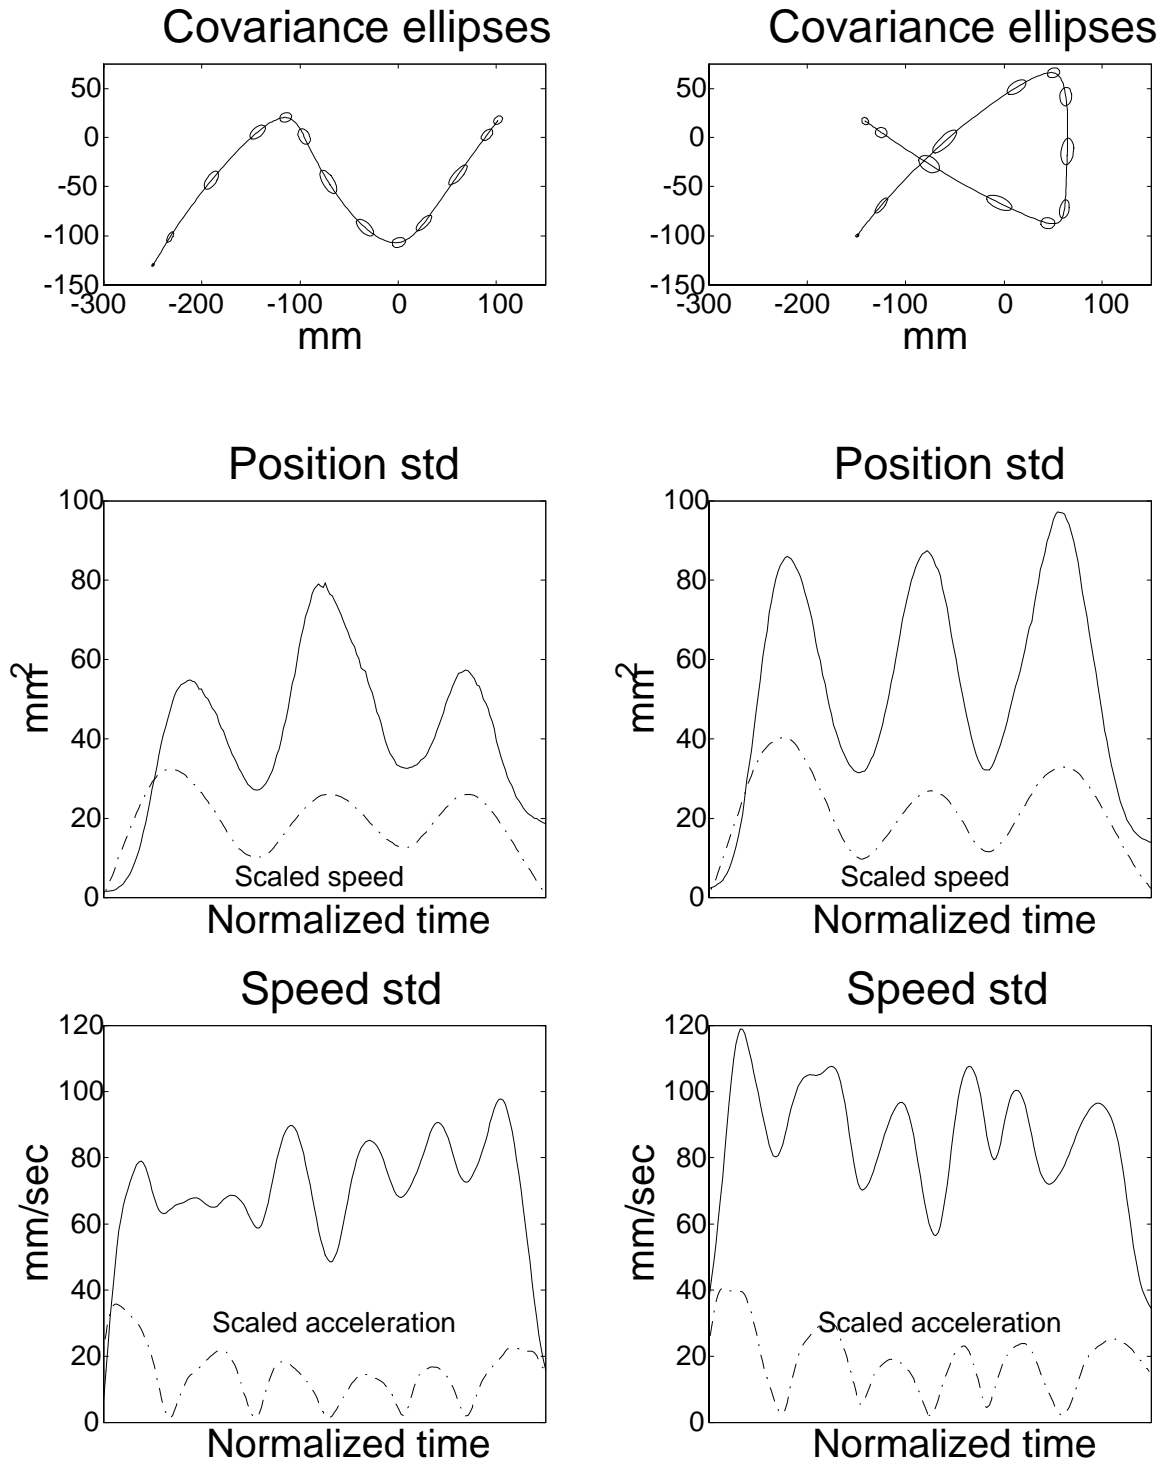 Covariance ellipses Covariance ellipses
50 50
0 0
-50 -50
-100 -100
-150 -150
-300 -200 -100 0 100 -300 -200 -100 0 100
mm mm
Position std Position std
100 100
80 80
60 60
mm2 mm2
40 40
20 20
Scaled speed Scaled speed
0 0
Normalized time Normalized time
Speed std Speed std
120 120
100 100
80 80
mm/sec mm/sec
60 60
40 40
Scaled acceleration Scaled acceleration
20 20
0 0
Normalized time Normalized time